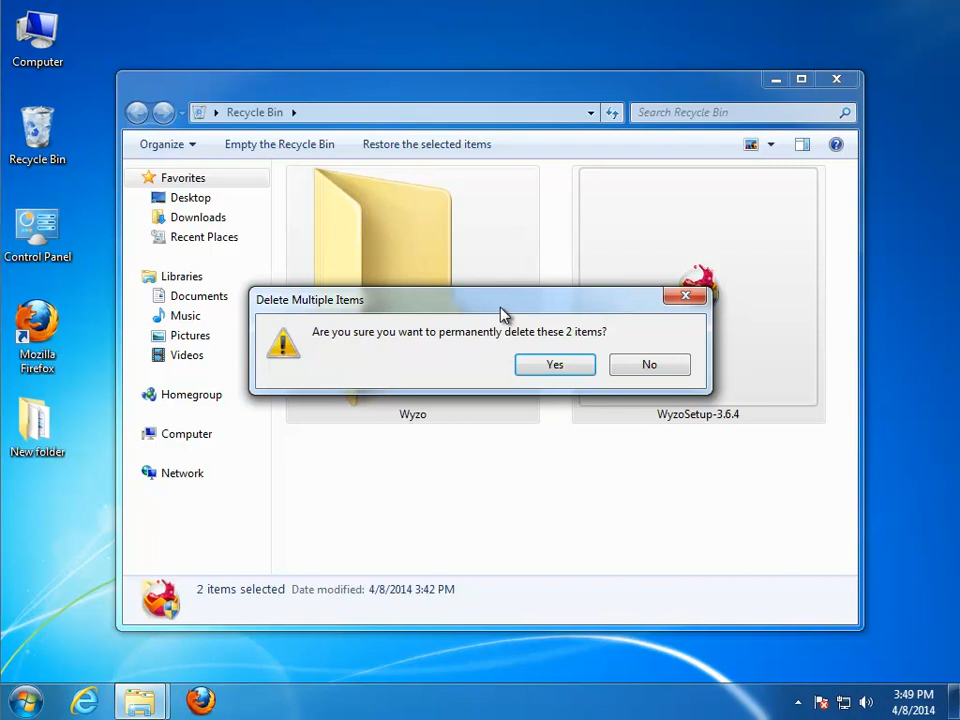 Computer
Recycle Bin
Control Panel
Mozilla
Firefox
New folder
Recycle Bin
Search Recycle Bin
Organize
Empty the Recycle Bin
Restore the selected items
Favorites
Desktop
Downloads
Recent Places
Libraries
Documents
Music
Pictures
Videos
Homegroup
Computer
Network
Delete Multiple Items
Are you sure you want to permanently delete these 2 items?
Yes
No
Wyzo
WyzoSetup-3.6.4
2 items selected Date modified: 4/8/2014 3:42 PM
3:49 PM
4/8/2014